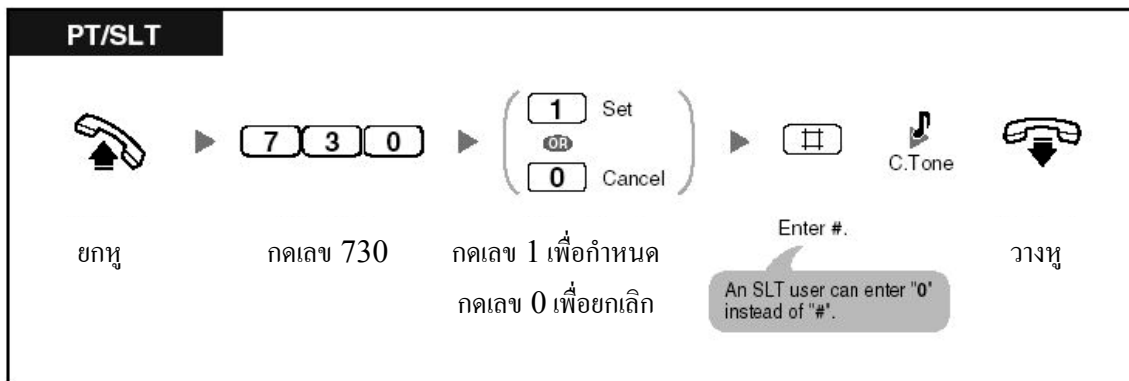 PT/SLT
7 3 0
1 Set
OR
0 Cancel
#
C.Tone
ยกหู
กดเลข 730
กดเลข 1 เพื่อกำหนด
กดเลข 0 เพื่อยกเลิก
Enter #.
An SLT user can enter "0"
instead of "#".
วางหู